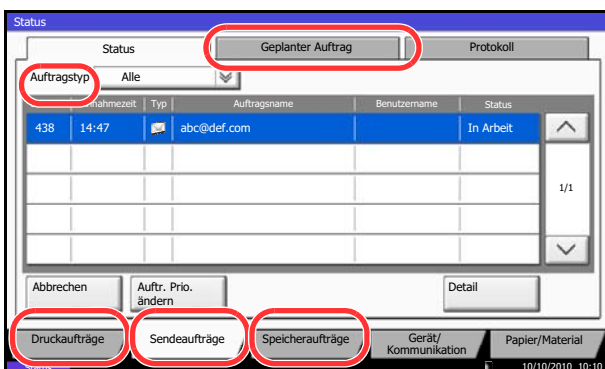 Status
Status Geplanter Auftrag Protokoll
Auftragstyp Alle
Typ Auftragsname Benutzername Status
438 14:47 abc@def.com In Arbeit
1/1
Abbrechen Auftr. Prio. Detail
ändern
Druckaufträge Sendeaufträge Speicheraufträge Gerät/ Papier/Material
Kommunikation
Status 10/10/2010 10:10